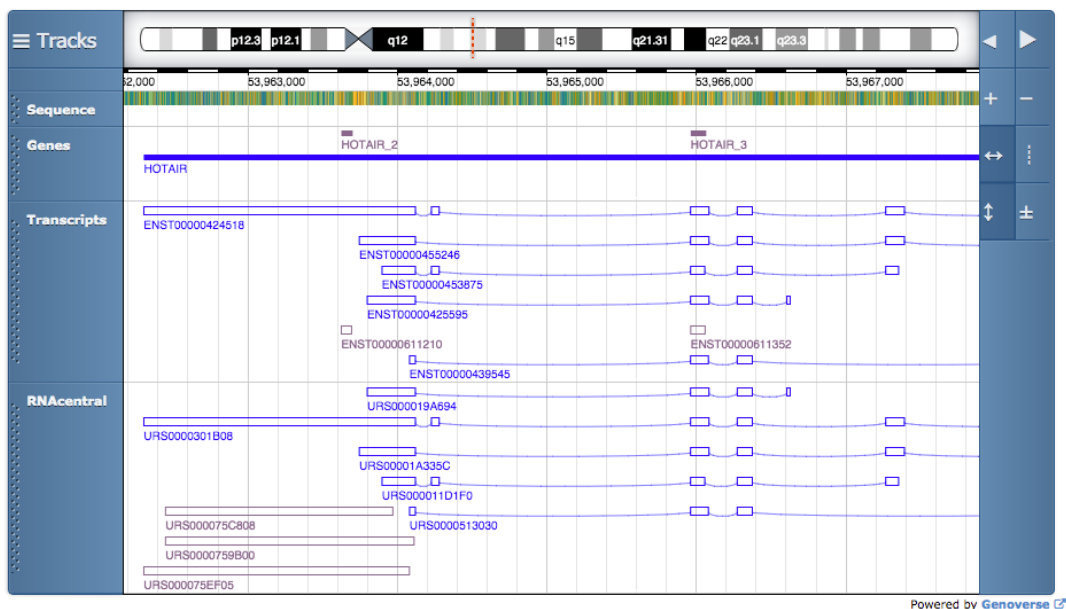 ☰ Tracks
p12.3 p12.1 q12 q15 q21.31 q22 q23.1 q23.3
52,000 53,963,000 53,964,000 53,965,000 53,966,000 53,967,000
Sequence
Genes
HOTAIR_2 HOTAIR_3
HOTAIR
Transcripts
ENST00000424518
ENST00000455246
ENST00000453875
ENST00000425595
ENST00000611210 ENST00000611352
ENST00000439545
RNAcentral
URS000019A694
URS0000301B08
URS00001A335C
URS000011D1F0
URS000075C808 URS0000513030
URS0000759B00
URS000075EF05
Powered by Genoverse